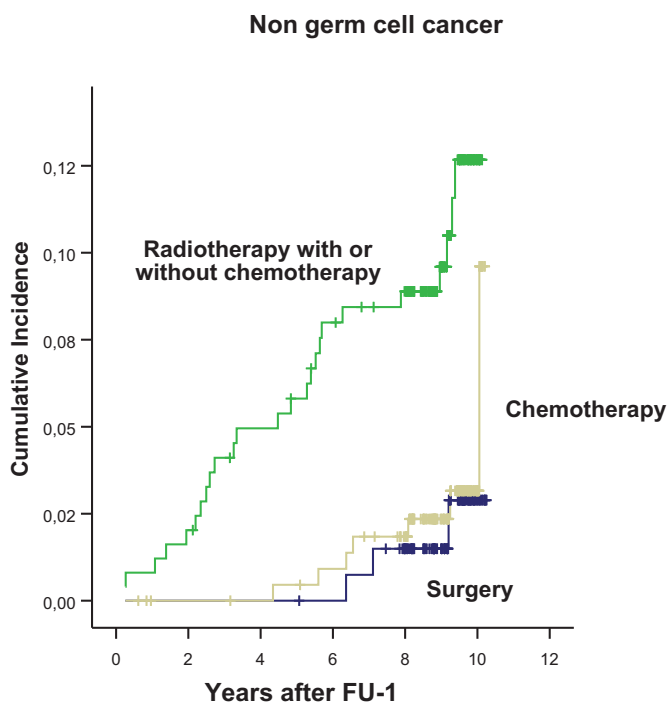 Non germ cell cancer
0,12
0,10
0,08
0,05
0,02
0,00
Cumulative Incidence
Radiotherapy with or
without chemotherapy
Chemotherapy
Surgery
0 2 4 6 8 10 12
Years after FU-1